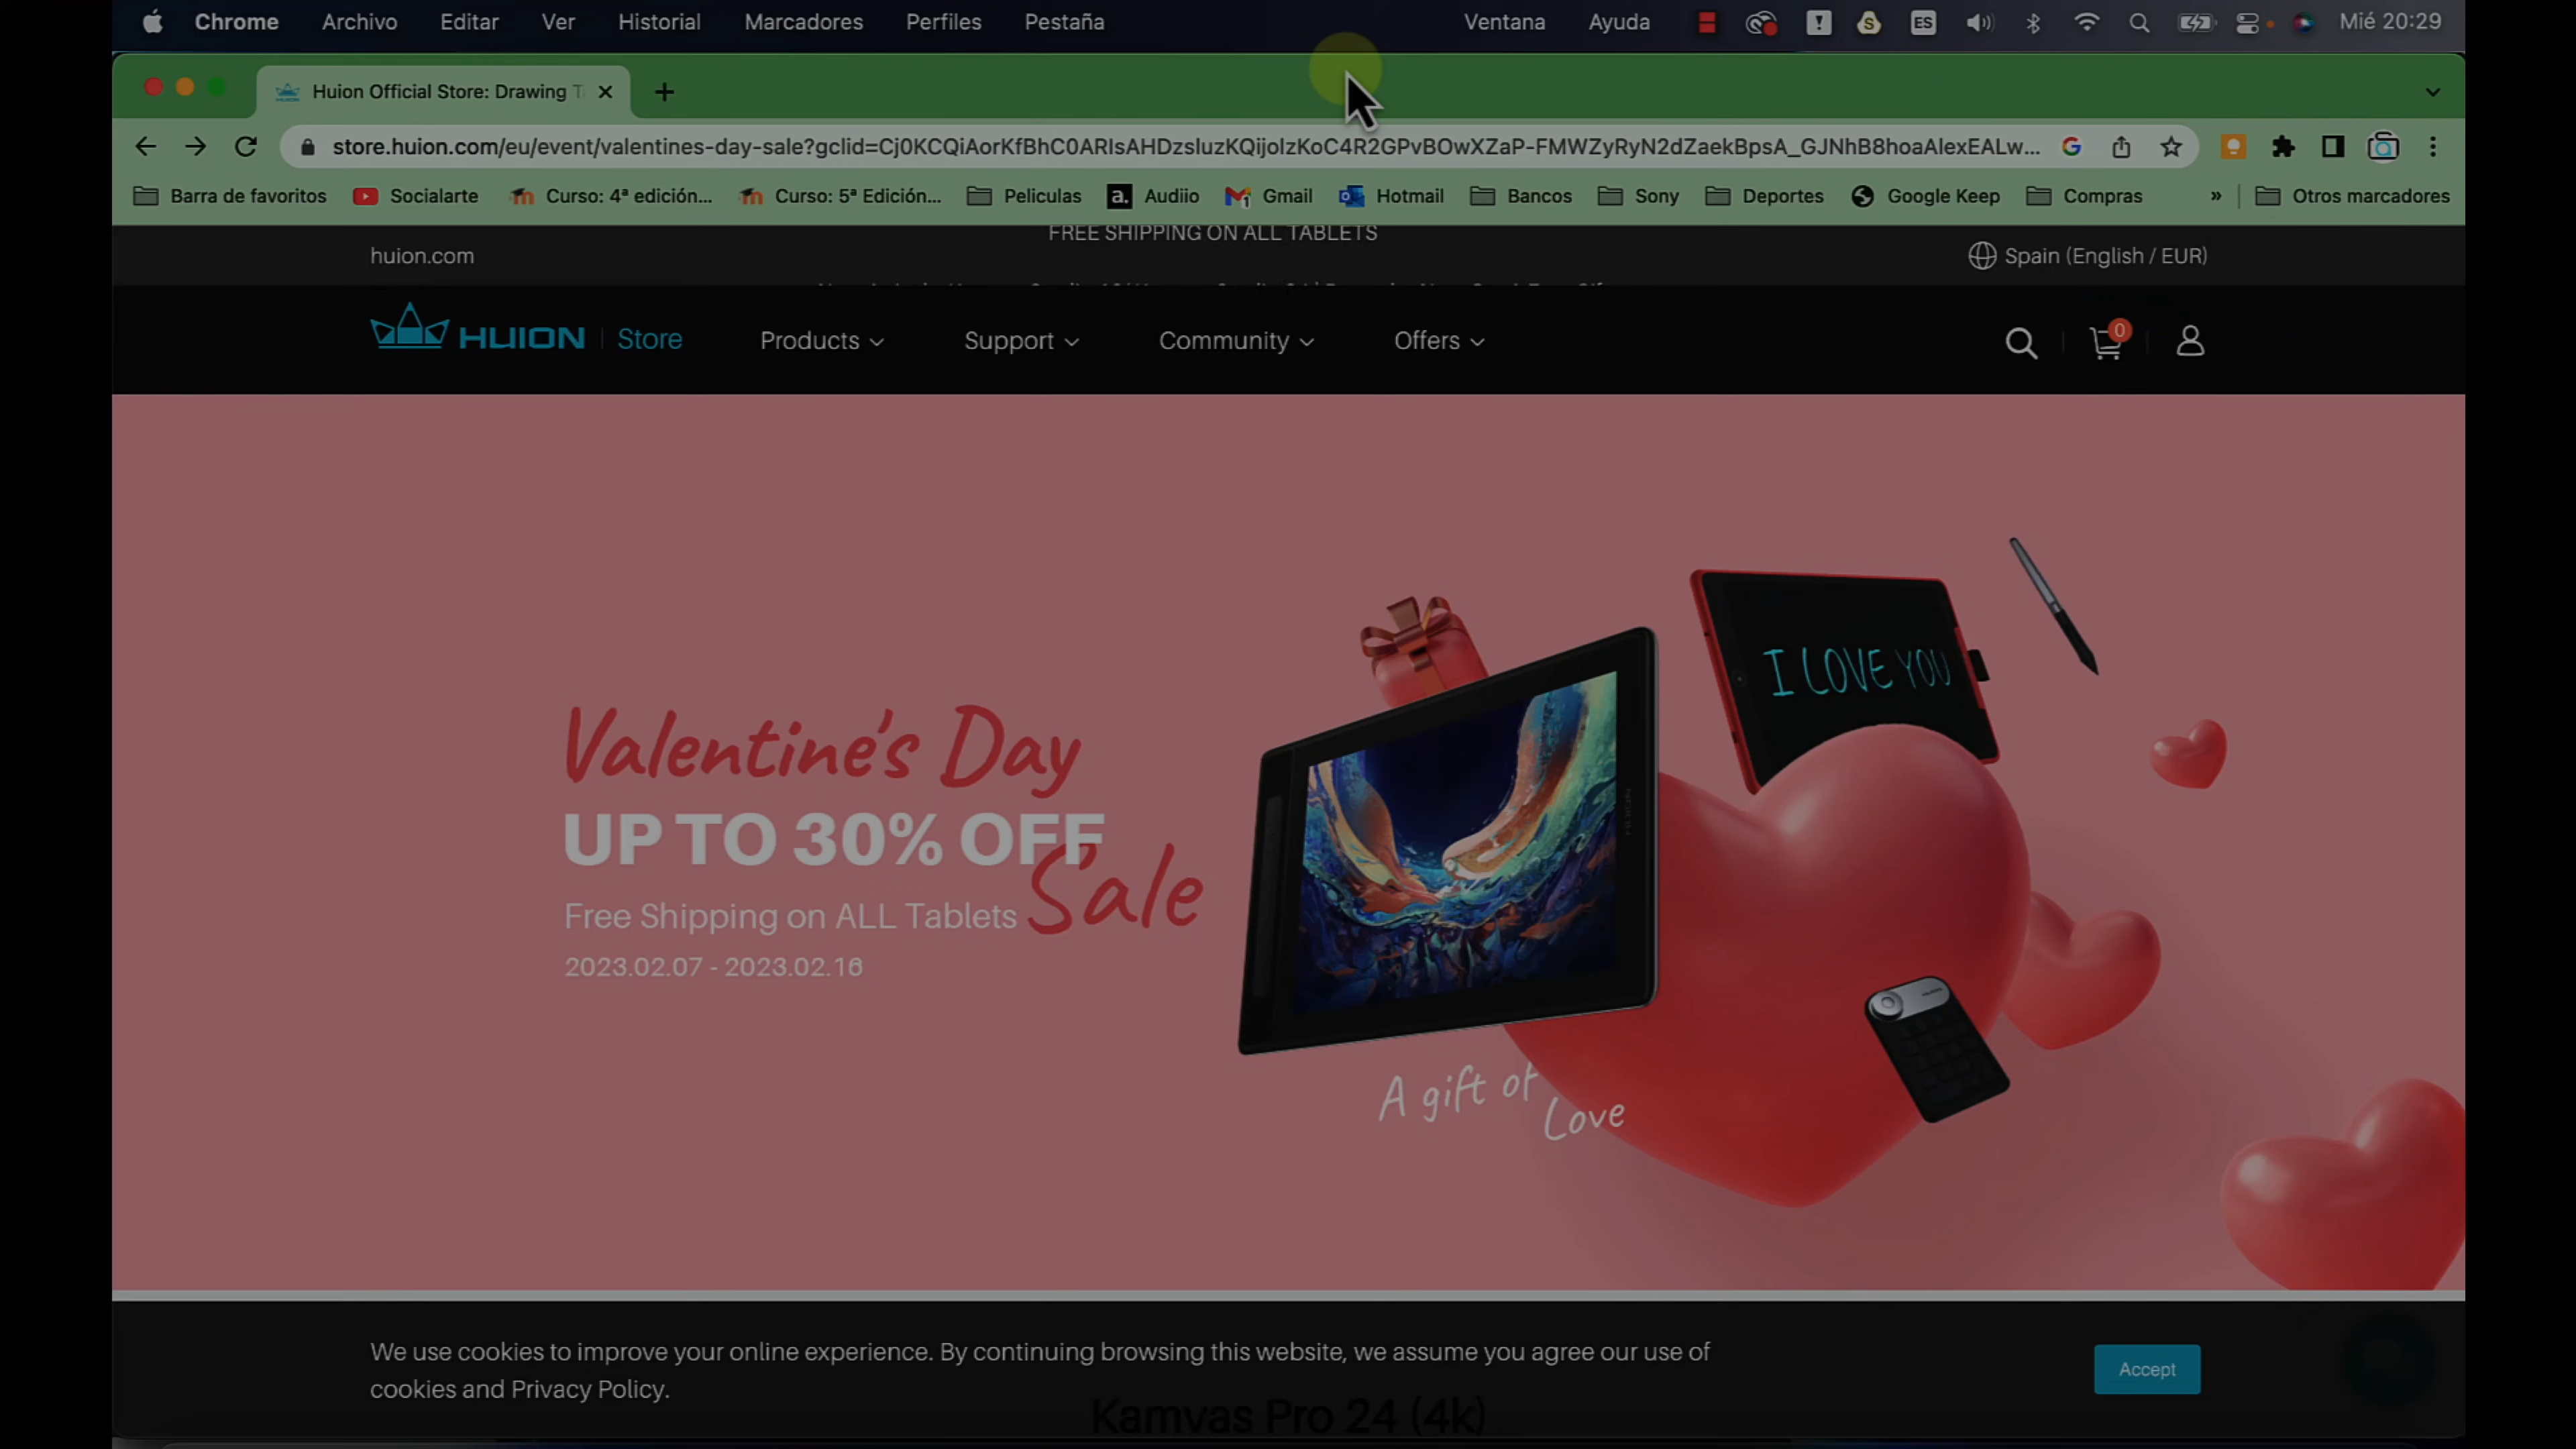 Chrome Archivo Editar Ver Historial Marcadores Perfiles Pestaña Ventana Ayuda ES Mié 20:29
Huion Official Store: Drawing T
store.huion.com/eu/event/valentines-day-sale?gclid=Cj0KCQiAorKfBhC0ARIsAHDzsluzKQijolzKoC4R2GPvBOwXZaP-FMWZyRyN2dZaekBpsA_GJNhB8hoaAlexEALw...
Barra de favoritos Socialarte Curso: 4ª edición... Curso: 5ª Edición... Peliculas a. Audiio Gmail Hotmail Bancos Sony Deportes Google Keep Compras » Otros marcadores
FREE SHIPPING ON ALL TABLETS
huion.com Spain (English / EUR)
HUION Store Products Support Community Offers 0
I LOVE YOU
Valentine's Day
UP TO 30% OFF
Sale
Free Shipping on ALL Tablets
2023.02.07 - 2023.02.16
A gift of
Love
We use cookies to improve your online experience. By continuing browsing this website, we assume you agree our use of
cookies and Privacy Policy.
Accept
Kamvas Pro 24 (4k)